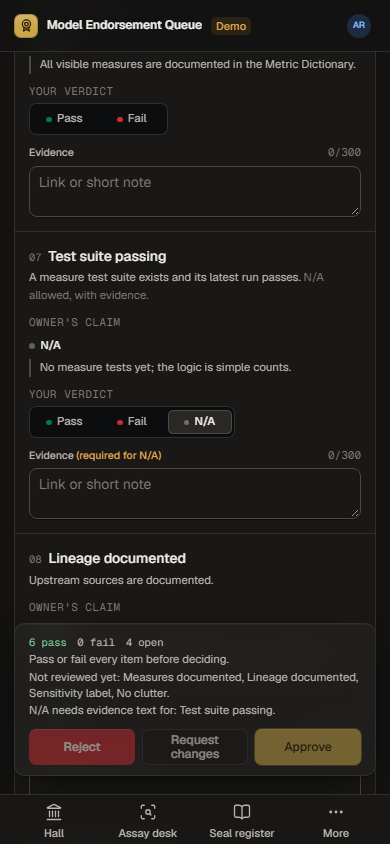 Model Endorsement Queue Demo AR
All visible measures are documented in the Metric Dictionary.
YOUR VERDICT
Pass Fail
Evidence 0/300
Link or short note
07 Test suite passing
A measure test suite exists and its latest run passes. N/A
allowed, with evidence.
OWNER'S CLAIM
N/A
No measure tests yet; the logic is simple counts.
YOUR VERDICT
Pass Fail N/A
Evidence (required for N/A) 0/300
Link or short note
08 Lineage documented
Upstream sources are documented.
OWNER'S CLAIM
6 pass 0 fail 4 open
Pass or fail every item before deciding.
Not reviewed yet: Measures documented, Lineage documented,
Sensitivity label, No clutter.
N/A needs evidence text for: Test suite passing.
Reject Request changes Approve
Hall Assay desk Seal register More